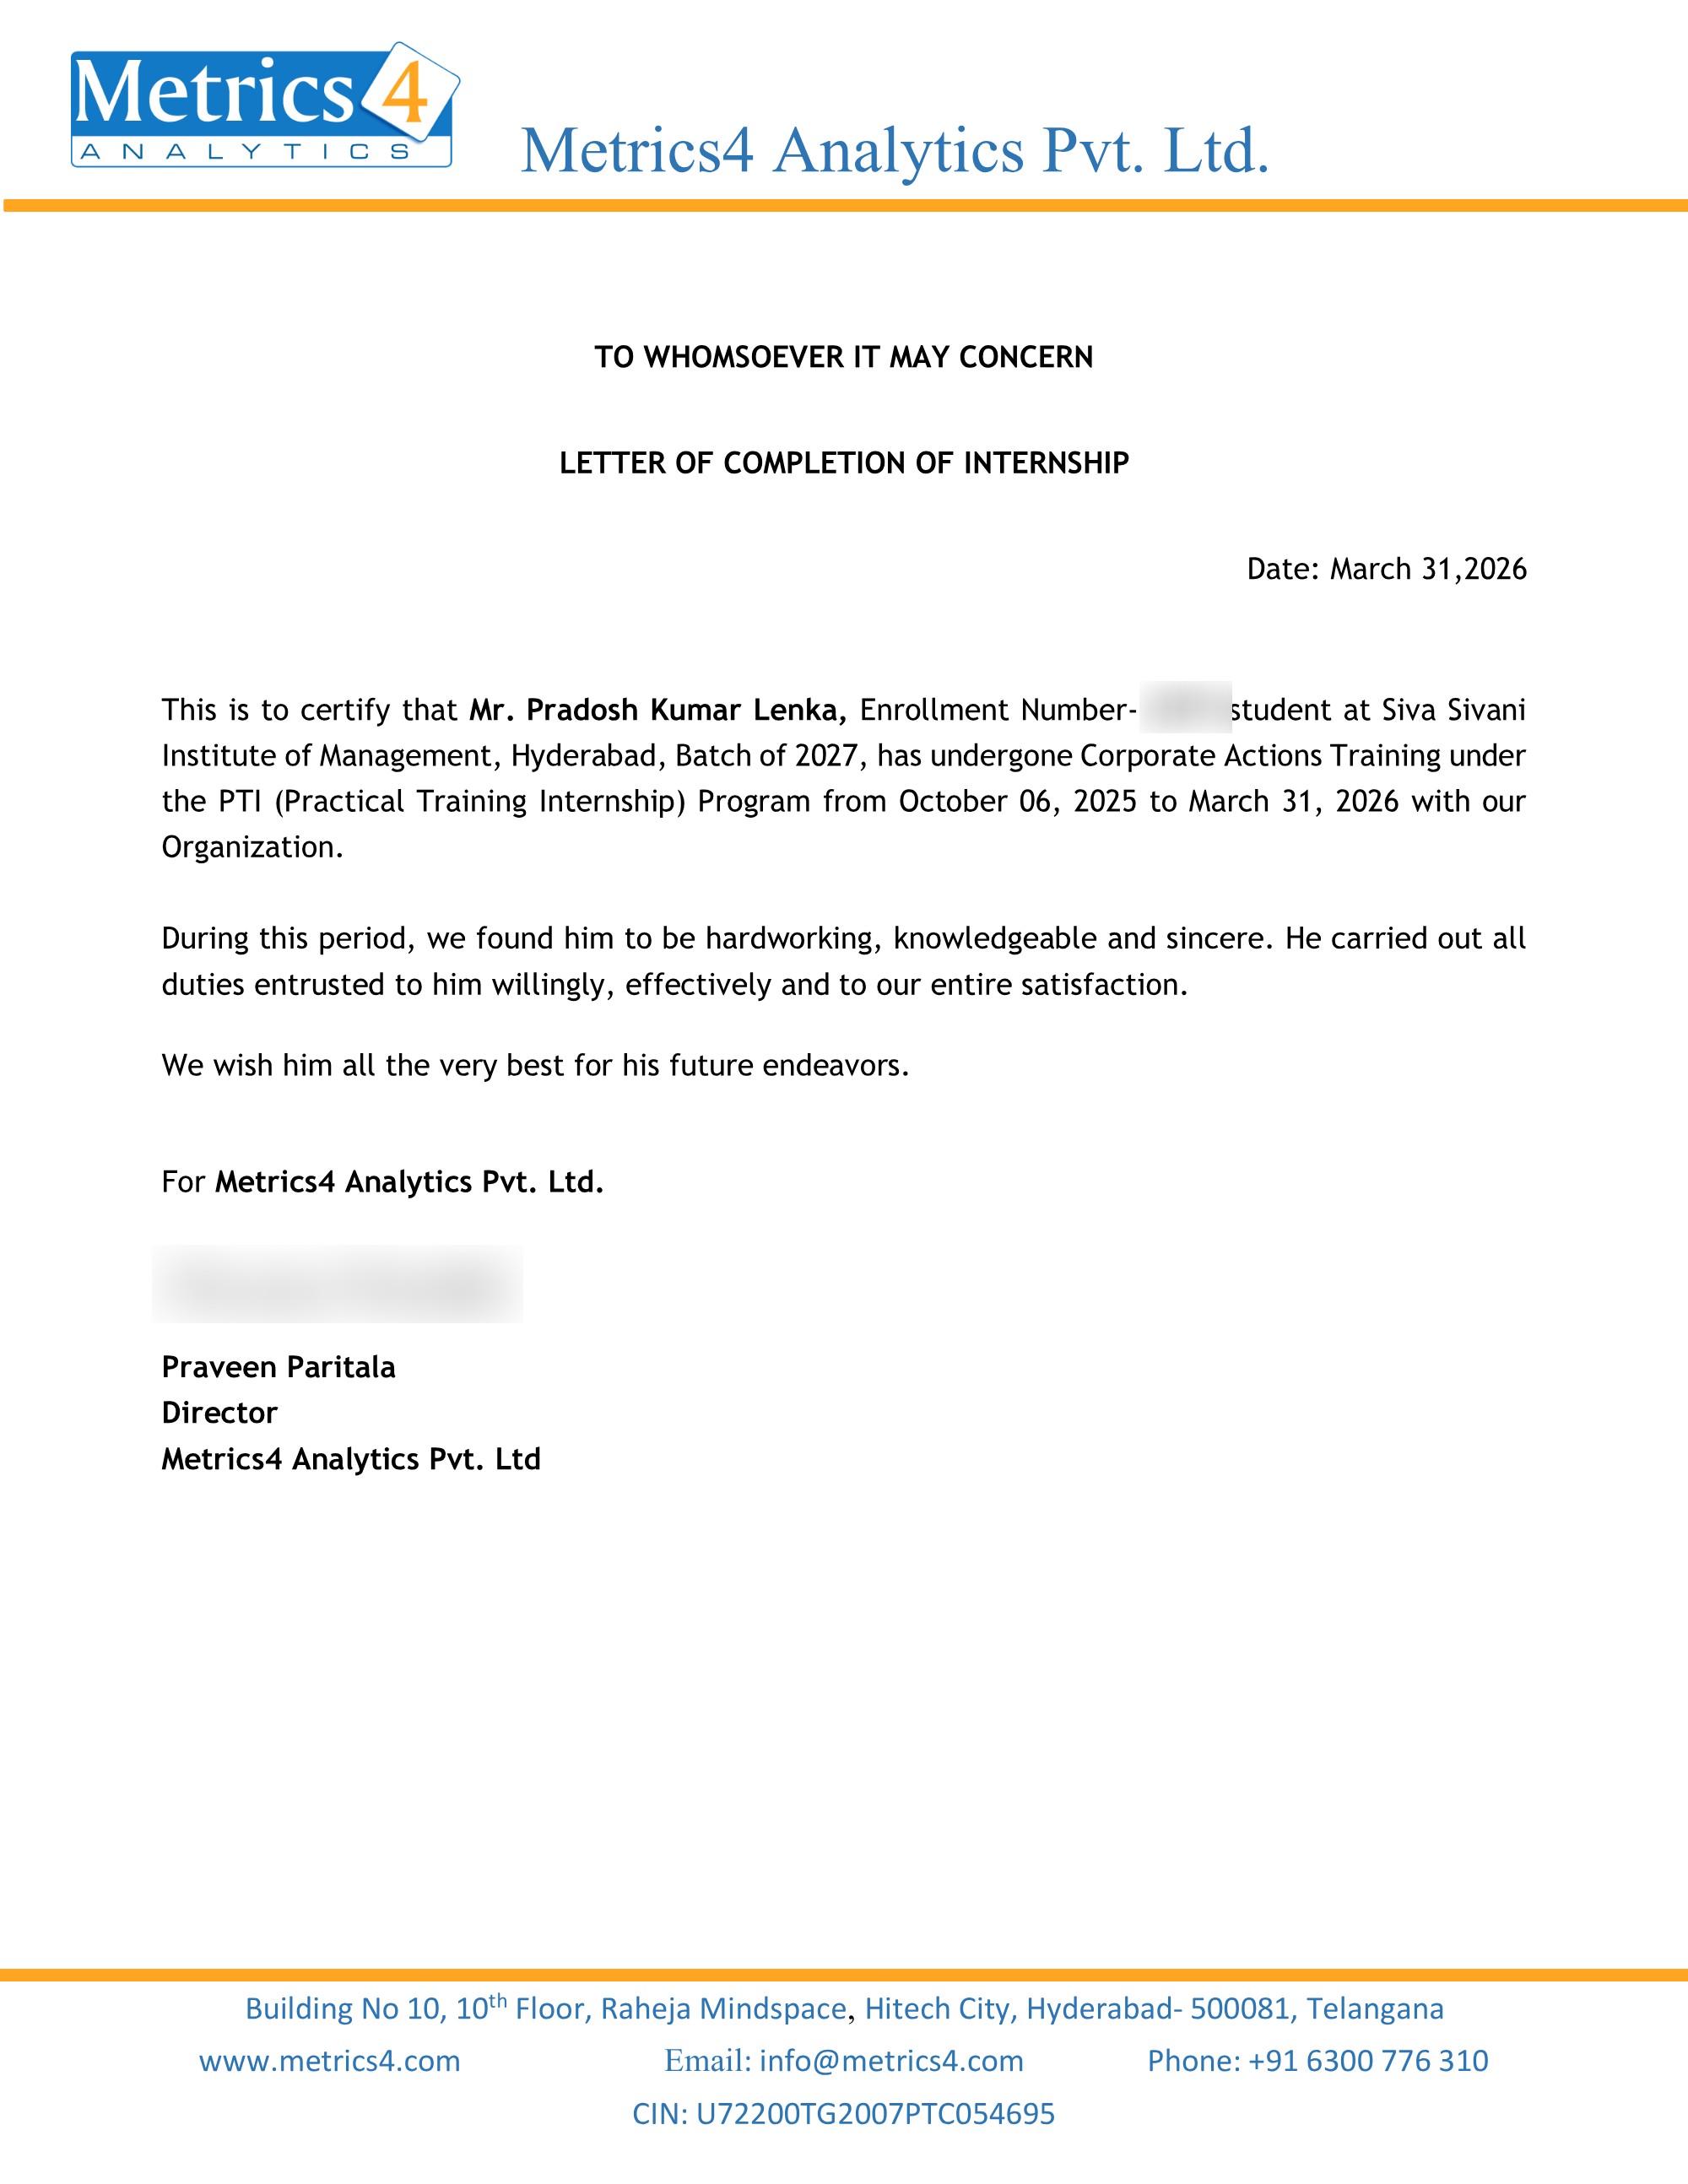 Metrics 4
ANALYTICS
Metrics4 Analytics Pvt. Ltd.
TO WHOMSOEVER IT MAY CONCERN
LETTER OF COMPLETION OF INTERNSHIP
Date: March 31,2026
This is to certify that Mr. Pradosh Kumar Lenka, Enrollment Number- student at Siva Sivani
Institute of Management, Hyderabad, Batch of 2027, has undergone Corporate Actions Training under
the PTI (Practical Training Internship) Program from October 06, 2025 to March 31, 2026 with our
Organization.
During this period, we found him to be hardworking, knowledgeable and sincere. He carried out all
duties entrusted to him willingly, effectively and to our entire satisfaction.
We wish him all the very best for his future endeavors.
For Metrics4 Analytics Pvt. Ltd.
Praveen Paritala
Director
Metrics4 Analytics Pvt. Ltd
Building No 10, 10th Floor, Raheja Mindspace, Hitech City, Hyderabad- 500081, Telangana
www.metrics4.com Email: info@metrics4.com Phone: +91 6300 776 310
CIN: U72200TG2007PTC054695